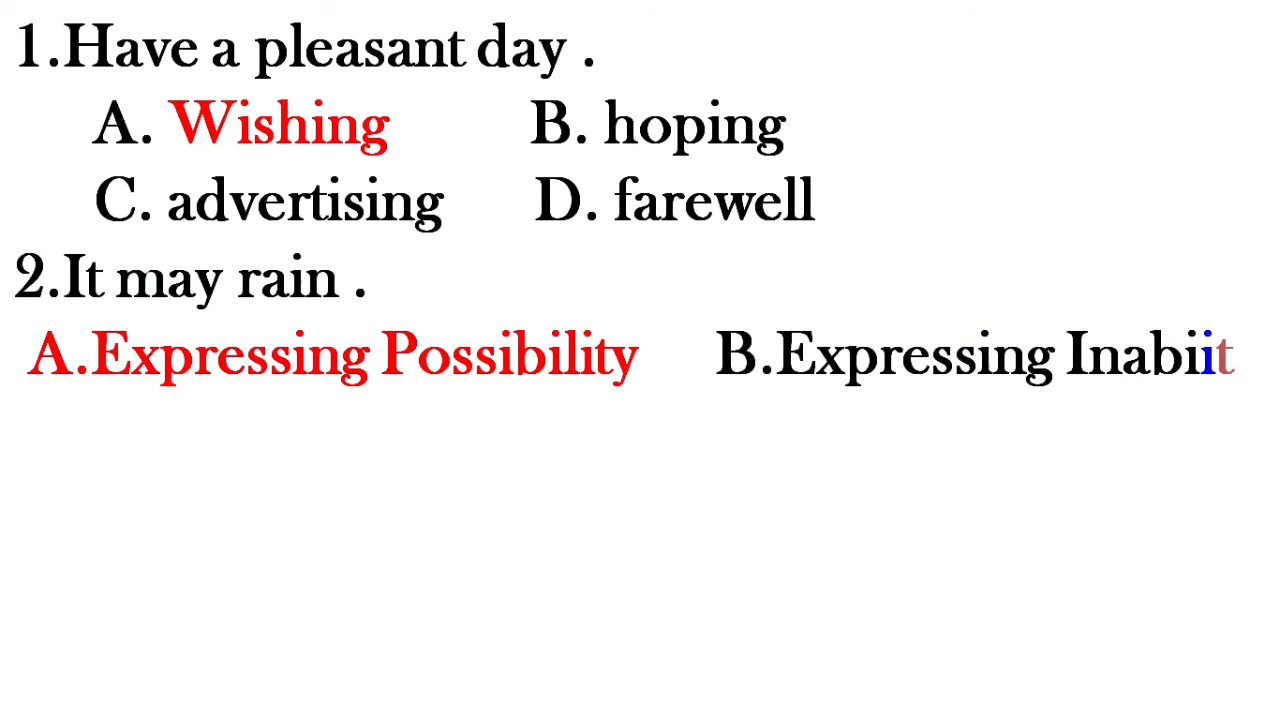 1.Have a pleasant day .
A. Wishing B. hoping
C. advertising D. farewell
2.It may rain .
A.Expressing Possibility B.Expressing Inabiit